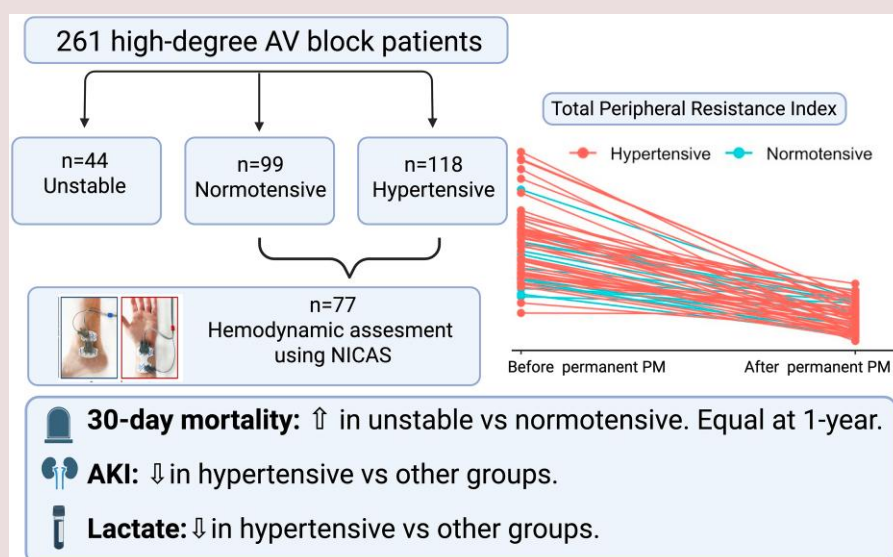 261 high-degree AV block patients
n=44
Unstable
n=99
Normotensive
n=118
Hypertensive
n=77
Hemodynamic assesment
using NICAS
Total Peripheral Resistance Index
Hypertensive Normotensive
Before permanent PM After permanent PM
30-day mortality: ⇧ in unstable vs normotensive. Equal at 1-year.
AKI: ⇩ in hypertensive vs other groups.
Lactate: ⇩ in hypertensive vs other groups.